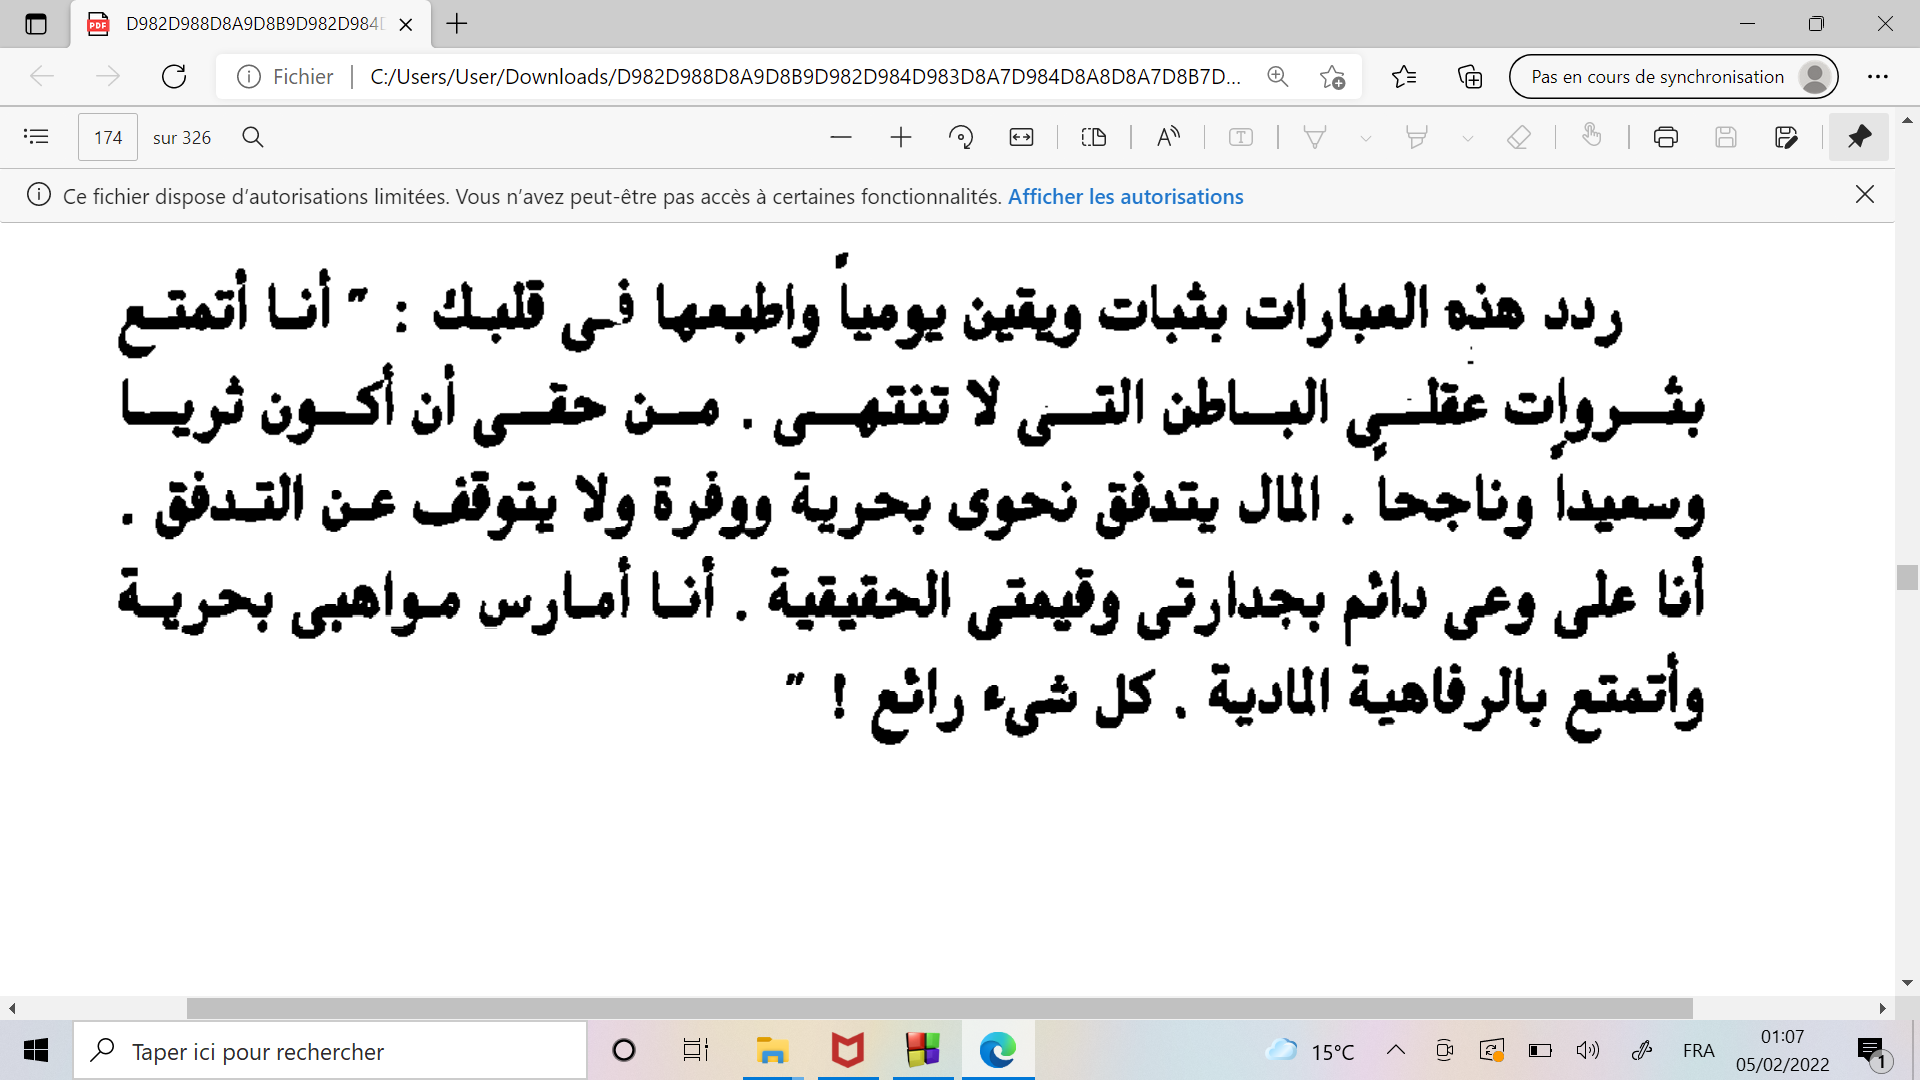 D982D988D8A9D8B9D982D984D
Fichier
C:/Users/User/Downloads/D982D988D8A9D8B9D982D984D983D8A7D984D8A8D8A7D8B7D...
Pas en cours de synchronisation
174 sur 326
Ce fichier dispose d'autorisations limitées. Vous n'avez peut-être pas accès à certaines fonctionnalités. Afficher les autorisations
ردد هذه العبارات بثبات ويقين يومياً واطبعها فى قلبك : " أنا أتمتع
بثروات عقلى الباطن التى لا تنتهى . من حقى أن أكون ثريا
وسعيداً وناجحاً . المال يتدفق نحوى بحرية ووفرة ولا يتوقف عن التدفق .
أنا على وعى دائم بجدارتى وقيمتى الحقيقية . أنا أمارس مواهبى بحرية
وأتمتع بالرفاهية المادية . كل شىء رائع ! "
Taper ici pour rechercher
15°C
FRA
01:07
05/02/2022
1